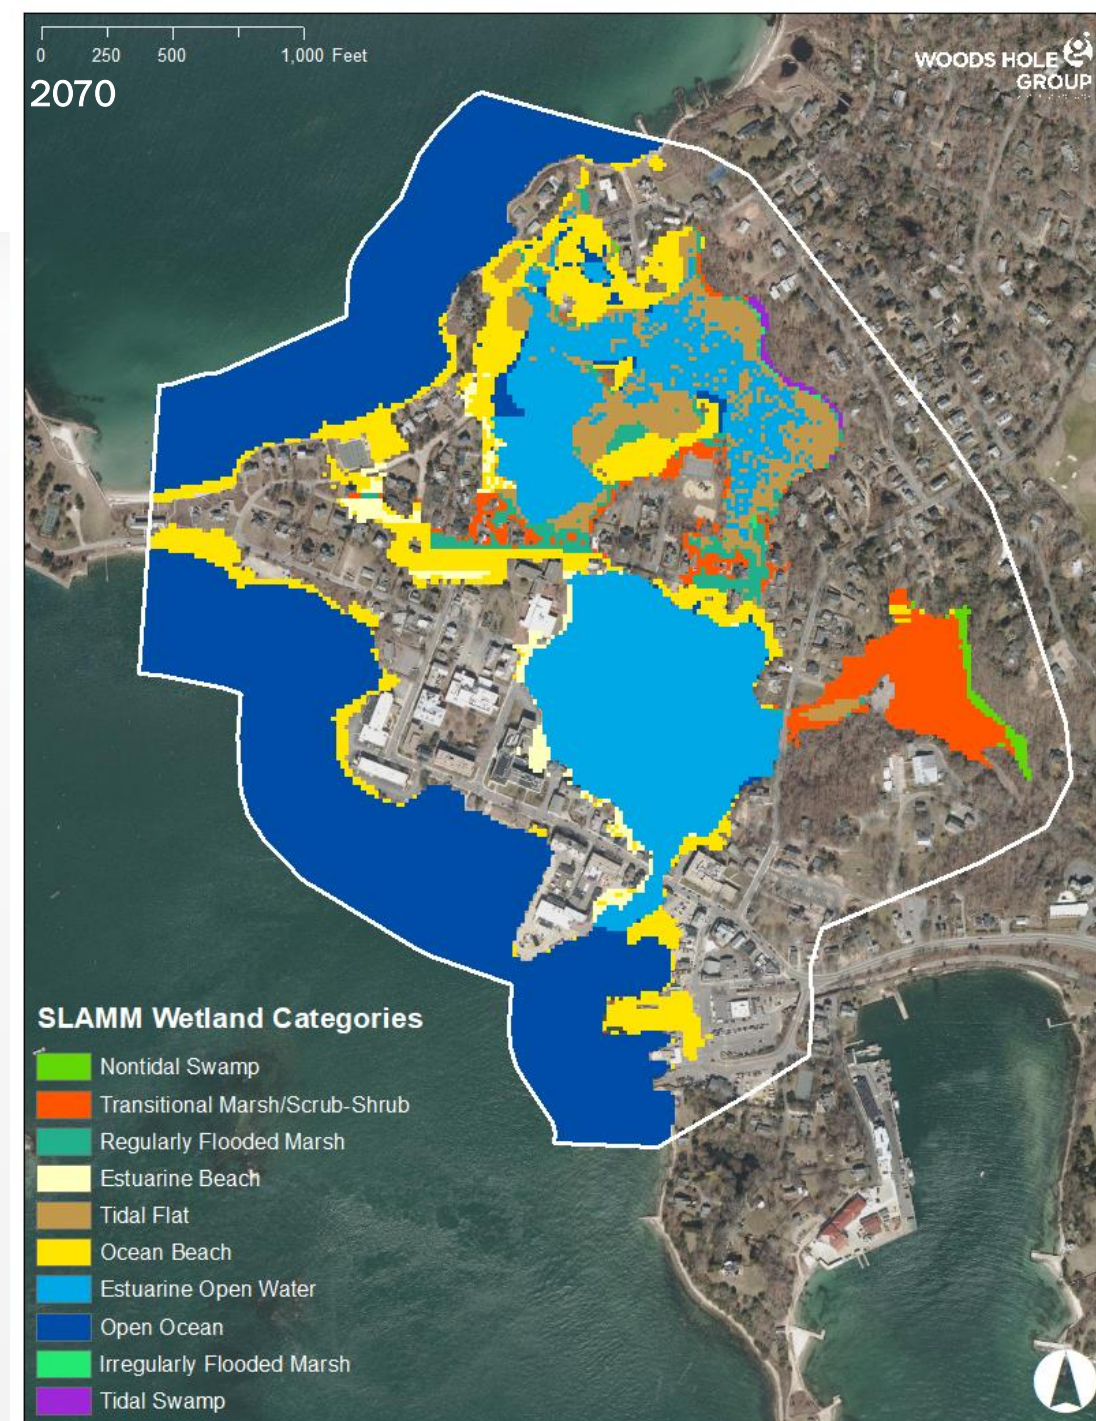 0 250 500 1,000 Feet
2070
WOODS HOLE
GROUP
SLAMM Wetland Categories
Nontidal Swamp
Transitional Marsh/Scrub-Shrub
Regularly Flooded Marsh
Estuarine Beach
Tidal Flat
Ocean Beach
Estuarine Open Water
Open Ocean
Irregularly Flooded Marsh
Tidal Swamp